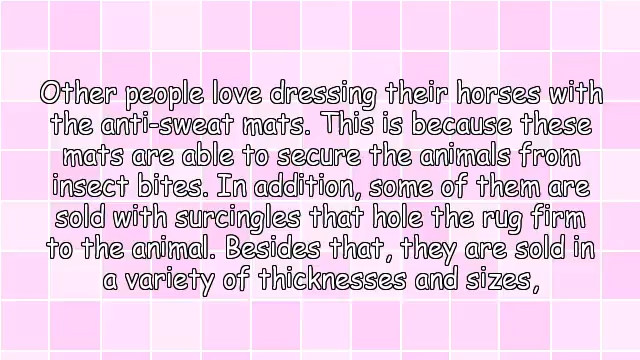 Other people love dressing their horses with
the anti-sweat mats. This is because these
mats are able to secure the animals from
insect bites. In addition, some of them are
sold with surcingles that hole the rug firm
to the animal. Besides that, they are sold in
a variety of thicknesses and sizes,